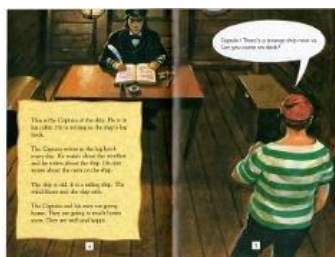 This is the Captain of the ship. He is in
his cabin. He is writing in the ship's log
book.
The Captain writes in the log book
every day. He writes about the weather
and he writes about the ship. He also
writes about the men on the ship.
The ship is old. It is a sailing ship. The
wind blows and the ship sails.
The Captain and his men are going
home. They are going to reach home
soon. They are well and happy.
4
Captain! There's a strange ship near us.
Can you come on deck?
5